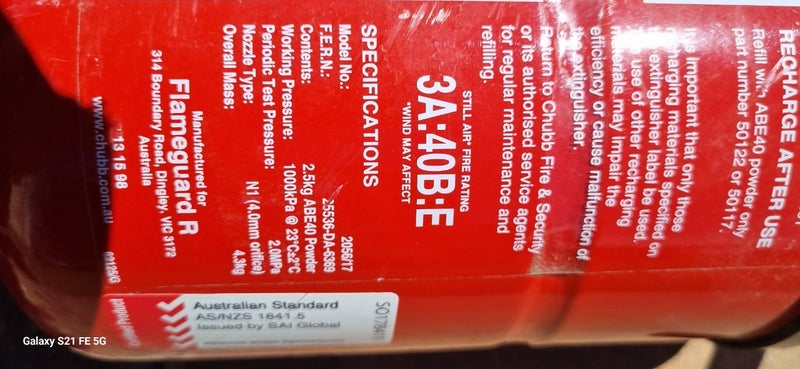 RECHARGE AFTER USE
Refill with ABE40 powder only
part number 50122 or 50117.
It is important that only those
recharging materials specified on
the extinguisher label be used.
The use of other recharging
materials may impair the
efficiency or cause malfunction of
the extinguisher.
Return to Chubb Fire & Security
or its authorised service agents
for regular maintenance and
refilling.
STILL AIR* FIRE RATING
3A:40B:E
*WIND MAY AFFECT
SPECIFICATIONS
Model No.: 2056/17
F.E.R.N.: 25536-DA-6369
Contents: 2.5kg ABE40 Powder
Working Pressure: 1000kPa @ 23°C±2°C
Periodic Test Pressure: 2.0MPa
Nozzle Type: N1 (4.0mm orifice)
Overall Mass: 4.3kg
Manufactured for
Flameguard R
314 Boundary Road, Dingley, VIC 3172
Australia
13 15 98
www.chubb.com.au
Australian Standard
AS/NZS 1841.5
Issued by SAI Global
Galaxy S21 FE 5G